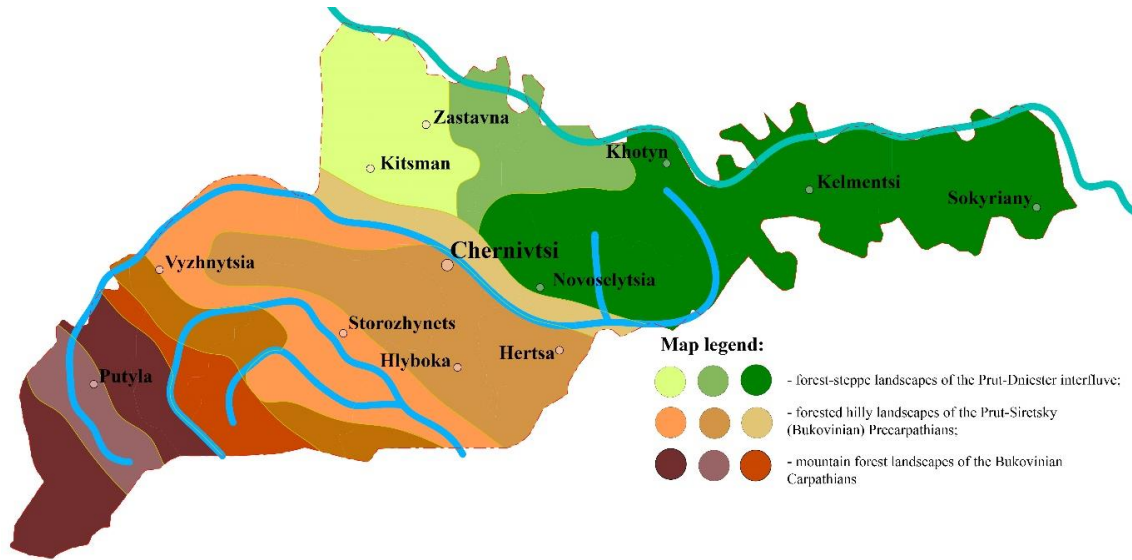 Zastavna
Kitsman
Khotyn
Kelmentsi
Sokyriany
Chernivtsi
Vyzhnytsia
Novoselytsia
Storozhynets
Hlyboka
Hertsa
Putyla
Map legend:
- forest-steppe landscapes of the Prut-Dniester interfluve;
- forested hilly landscapes of the Prut-Siretsky
(Bukovinian) Precarpathians;
- mountain forest landscapes of the Bukovinian
Carpathians